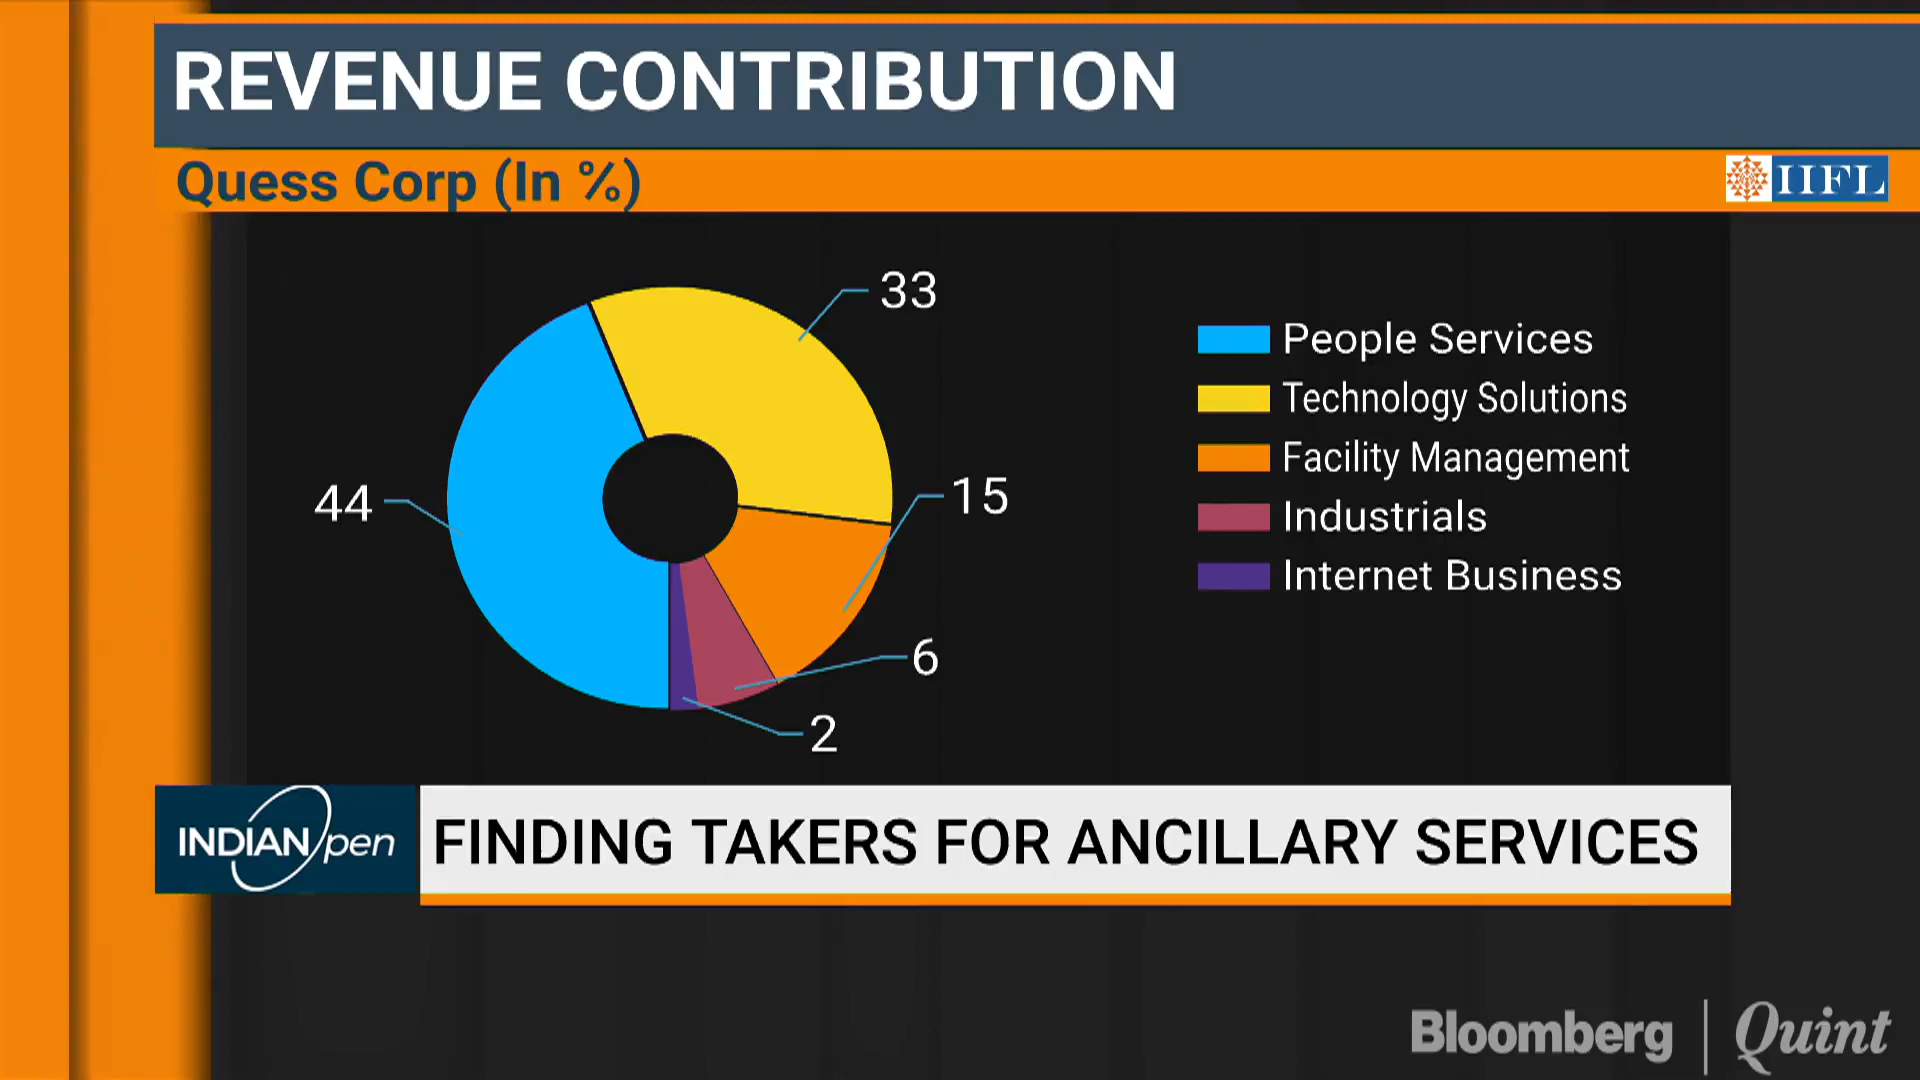 REVENUE CONTRIBUTION
Quess Corp (In %)
IIFL
33
44
15
6
2
People Services
Technology Solutions
Facility Management
Industrials
Internet Business
INDIAN Open
FINDING TAKERS FOR ANCILLARY SERVICES
Bloomberg | Quint